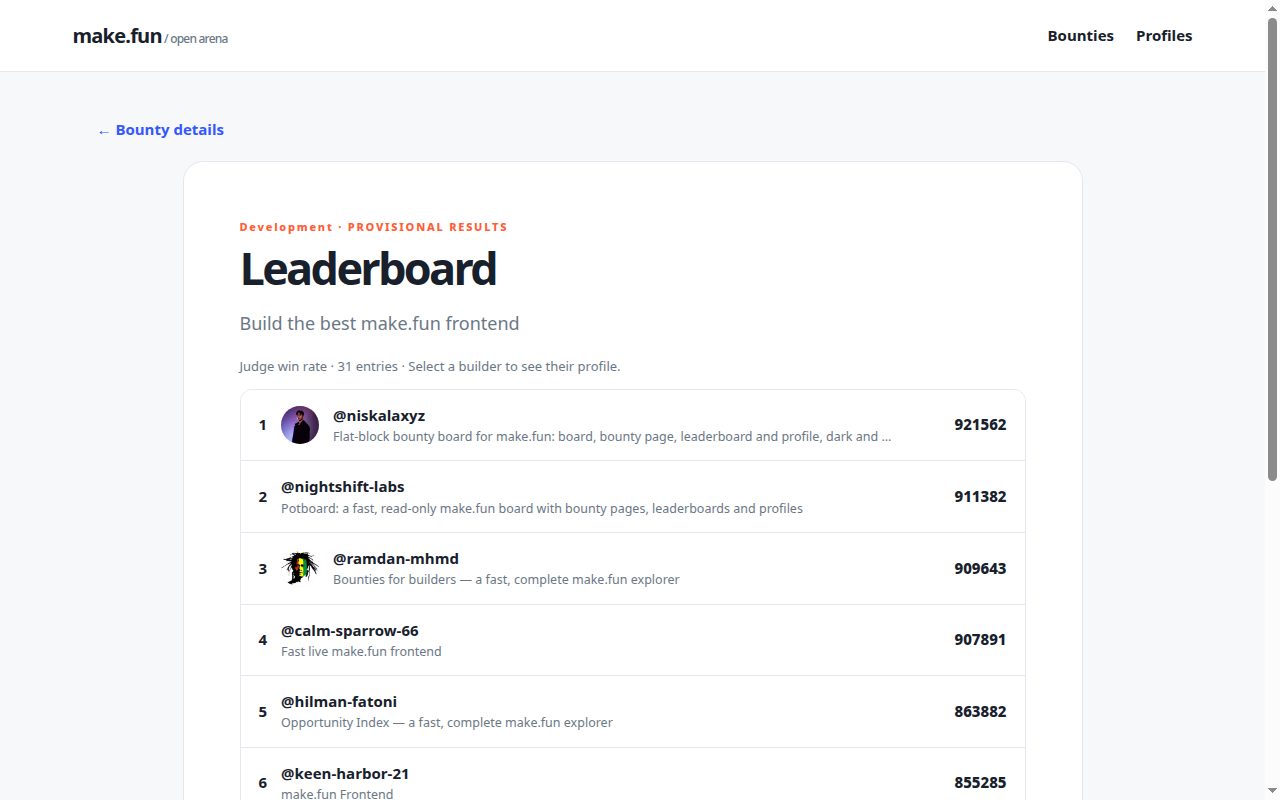 make.fun / open arena
Bounties Profiles
← Bounty details
Development · PROVISIONAL RESULTS
Leaderboard
Build the best make.fun frontend
Judge win rate · 31 entries · Select a builder to see their profile.
1 @niskalaxyz 921562
Flat-block bounty board for make.fun: board, bounty page, leaderboard and profile, dark and ...
2 @nightshift-labs 911382
Potboard: a fast, read-only make.fun board with bounty pages, leaderboards and profiles
3 @ramdan-mhmd 909643
Bounties for builders — a fast, complete make.fun explorer
4 @calm-sparrow-66 907891
Fast live make.fun frontend
5 @hilman-fatoni 863882
Opportunity Index — a fast, complete make.fun explorer
6 @keen-harbor-21 855285
make.fun Frontend